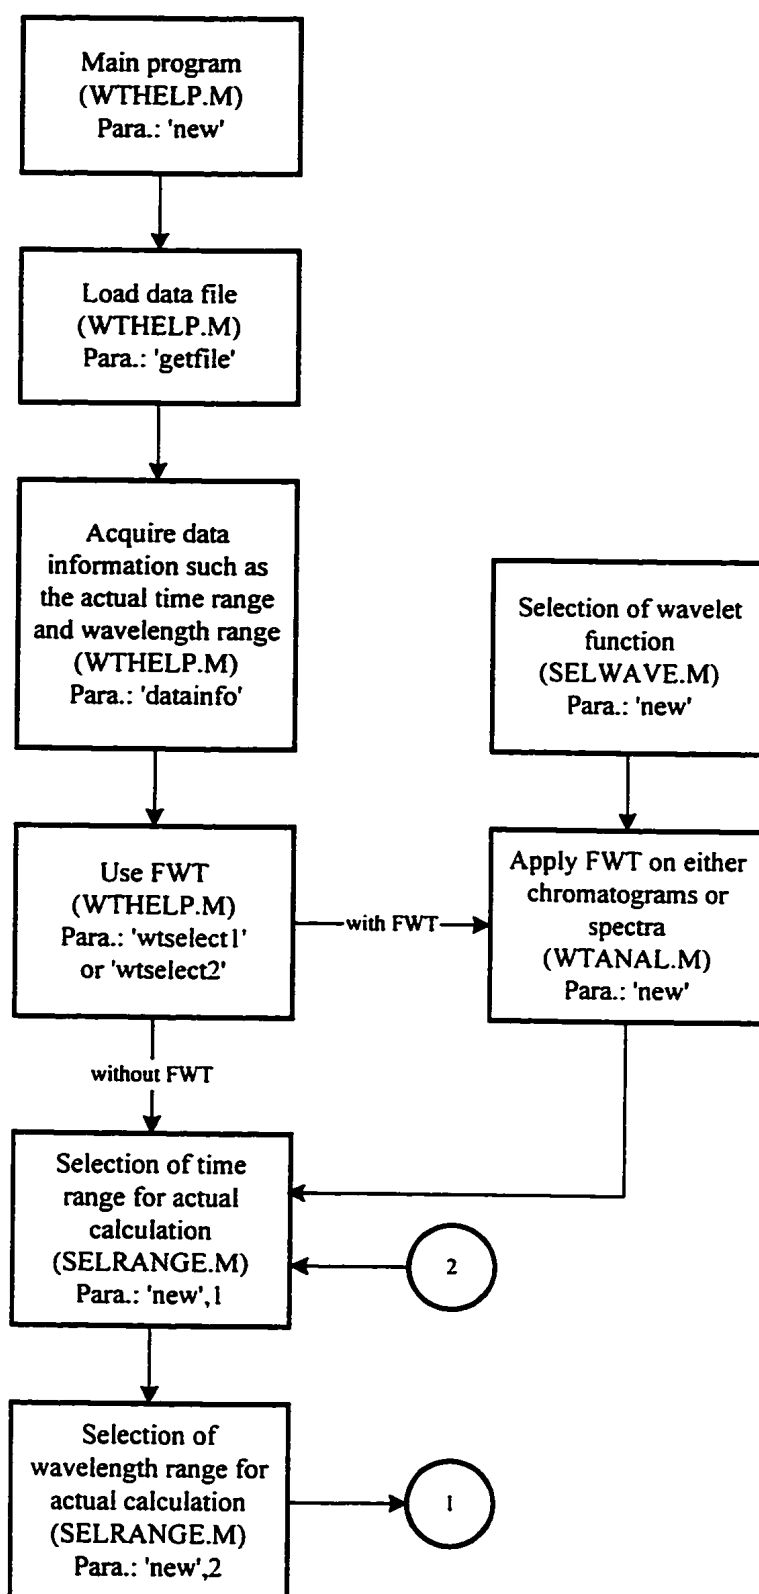 Main program
(WTHELP.M)
Para.: 'new'
Load data file
(WTHELP.M)
Para.: 'getfile'
Acquire data
information such as
the actual time range
and wavelength range
(WTHELP.M)
Para.: 'datainfo'
Selection of wavelet
function
(SELWAVE.M)
Para.: 'new'
Use FWT
(WTHELP.M)
Para.: 'wtselect1'
or 'wtselect2'
with FWT
Apply FWT on either
chromatograms or
spectra
(WTANAL.M)
Para.: 'new'
without FWT
Selection of time
range for actual
calculation
(SELRANGE.M)
Para.: 'new',1
2
Selection of
wavelength range for
actual calculation
(SELRANGE.M)
Para.: 'new',2
1